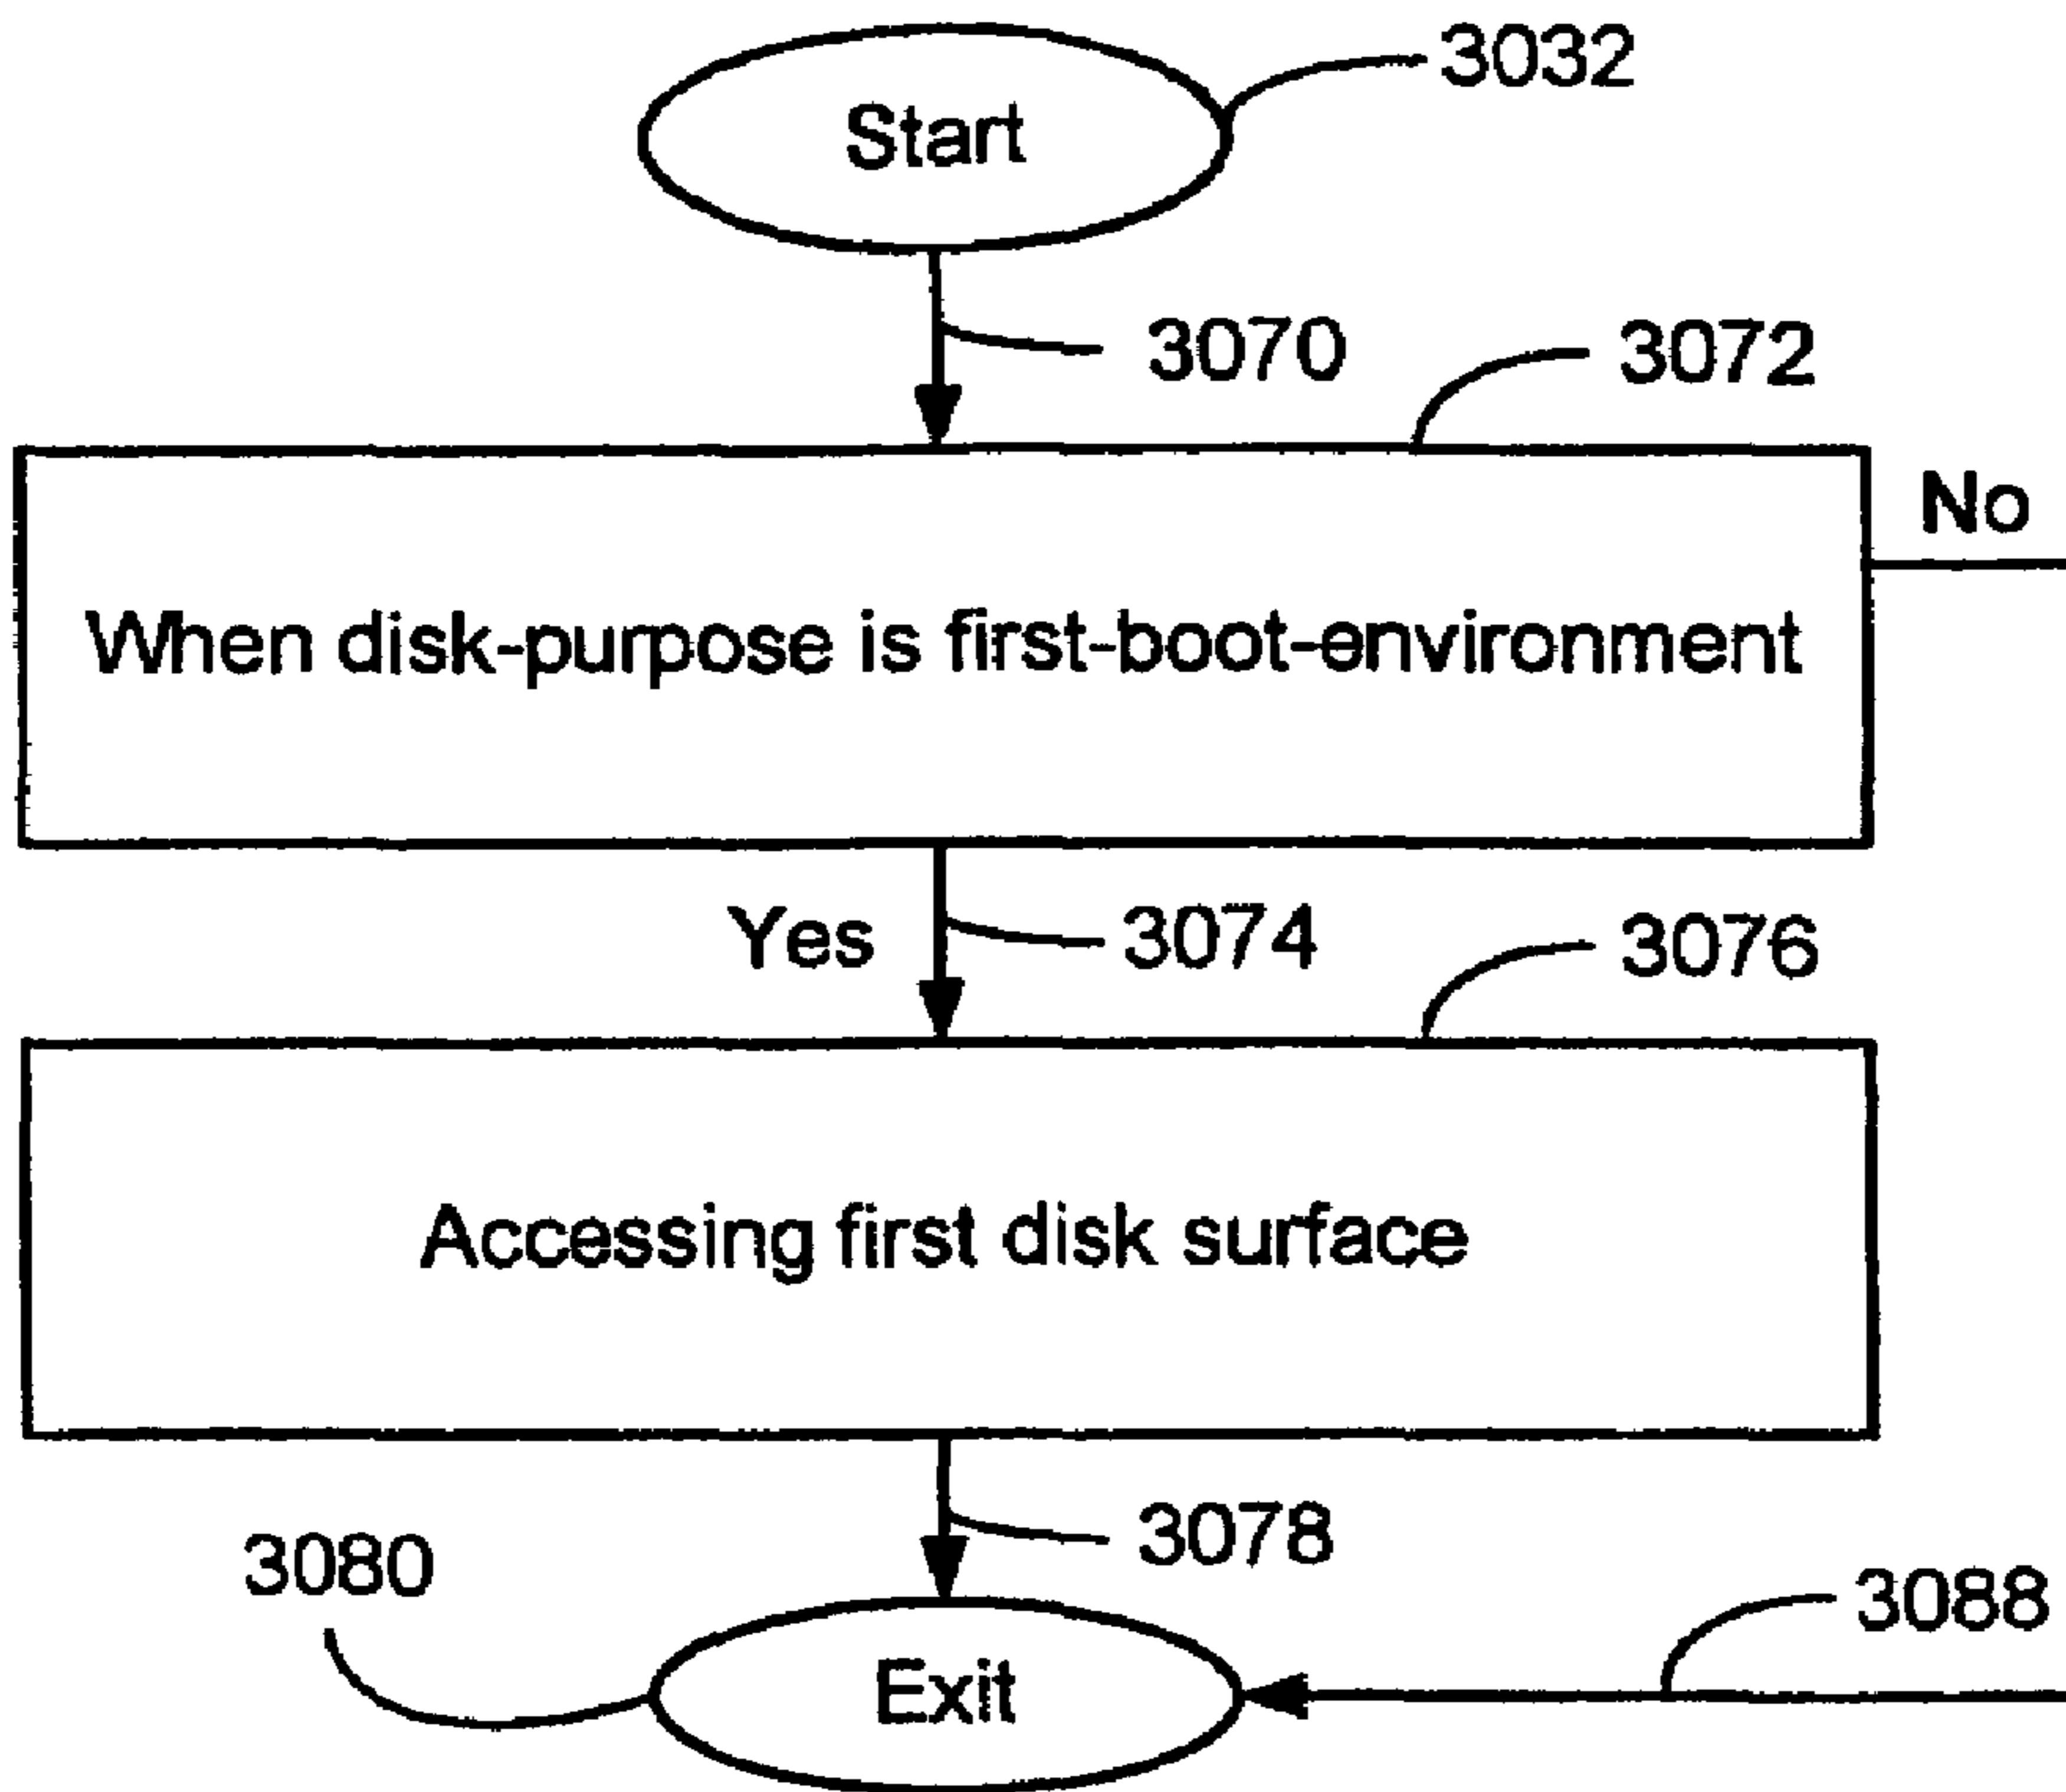 3032
Start
3070
3072
No
When disk-purpose is first-boot-environment
Yes
3074
3076
Accessing first disk surface
3078
3080
3088
Exit